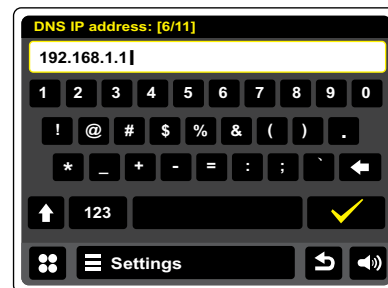 DNS IP address: [6/11]
192.168.1.1
1 2 3 4 5 6 7 8 9 0
! @ # $ % & ( ) .
* _ + - = : ; `
123
Settings